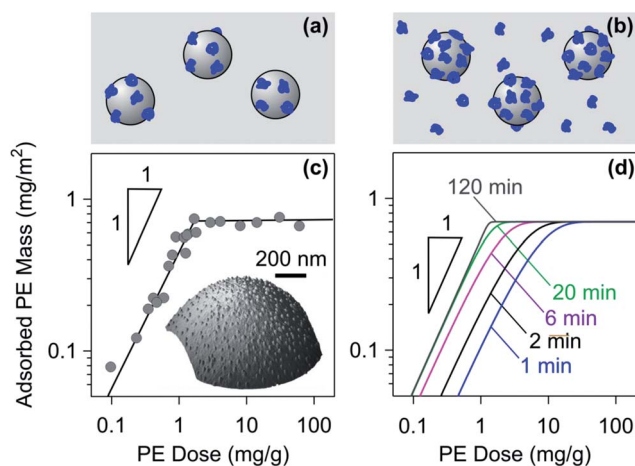 (a)
(b)
(c)
1
1
1
200 nm
0.1
0.1 1 10 100
PE Dose (mg/g)
Adsorbed PE Mass (mg/m²)
(d)
1
1
1
120 min
20 min
6 min
2 min
1 min
0.1
0.1 1 10 100
PE Dose (mg/g)